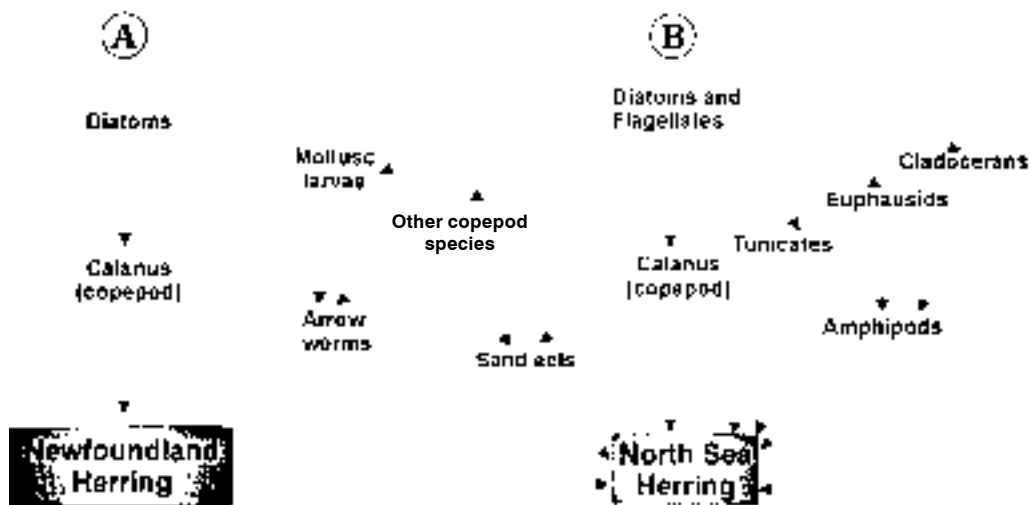 A
B
Diatoms
Diatoms and
Flagellates
Mollusc
larvae
Cladocerans
Euphausids
Other copepod
species
Tunicates
Calanus
(copepod)
Calanus
(copepod)
Arrow
worms
Amphipods
Sand eels
Newfoundland
Herring
North Sea
Herring